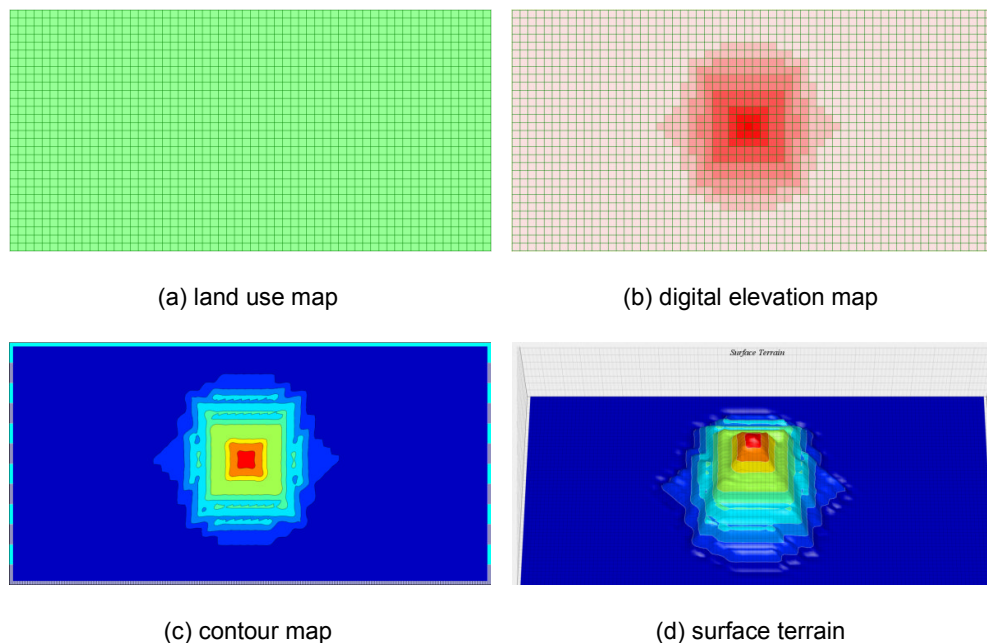 (a) land use map
(b) digital elevation map
Surface Terrain
(c) contour map
(d) surface terrain